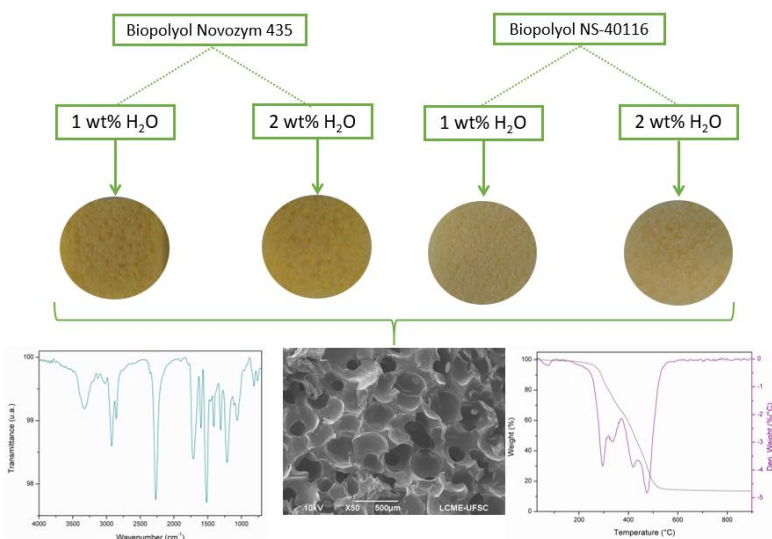 Biopolyol Novozym 435
Biopolyol NS-40116
1 wt% H₂O
2 wt% H₂O
1 wt% H₂O
2 wt% H₂O
100
99
98
Transmittance (u.a.)
4000 3500 3000 2500 2000 1500 1000
Wavenumber (cm⁻¹)
10kV X50 500µm LCME-UFSC
100
80
60
40
20
0
Weight (%)
200 400 600 800
Temperature (°C)
0
-1
-2
-3
-4
-5
Deriv. Weight (%/°C)